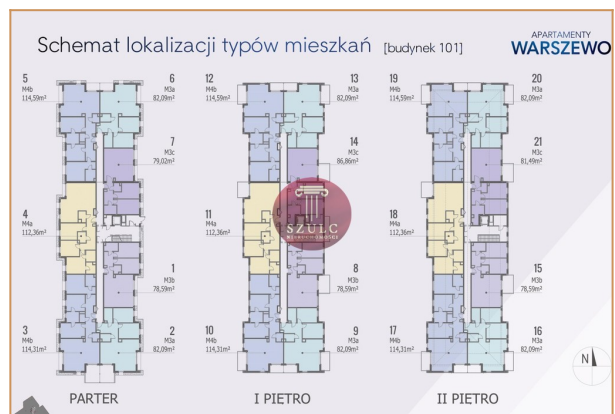 Schemat lokalizacji typów mieszkań [budynek 101]
APARTAMENTY
WARSZEWO
5
M4b
114,59m²
6
M3a
82,09m²
7
M3c
79,02m²
4
M4a
112,36m²
1
M3b
78,59m²
3
M4b
114,31m²
2
M3a
82,09m²
PARTER
12
M4b
114,59m²
13
M3a
82,09m²
14
M3c
86,86m²
11
M4a
112,36m²
8
M3b
78,59m²
10
M4b
114,31m²
9
M3a
82,09m²
I PIETRO
19
M4b
114,59m²
20
M3a
82,09m²
21
M3c
81,49m²
18
M4a
112,36m²
15
M3b
78,59m²
17
M4b
114,31m²
16
M3a
82,09m²
II PIETRO
SZULC
NIERUCHOMOŚCI
N